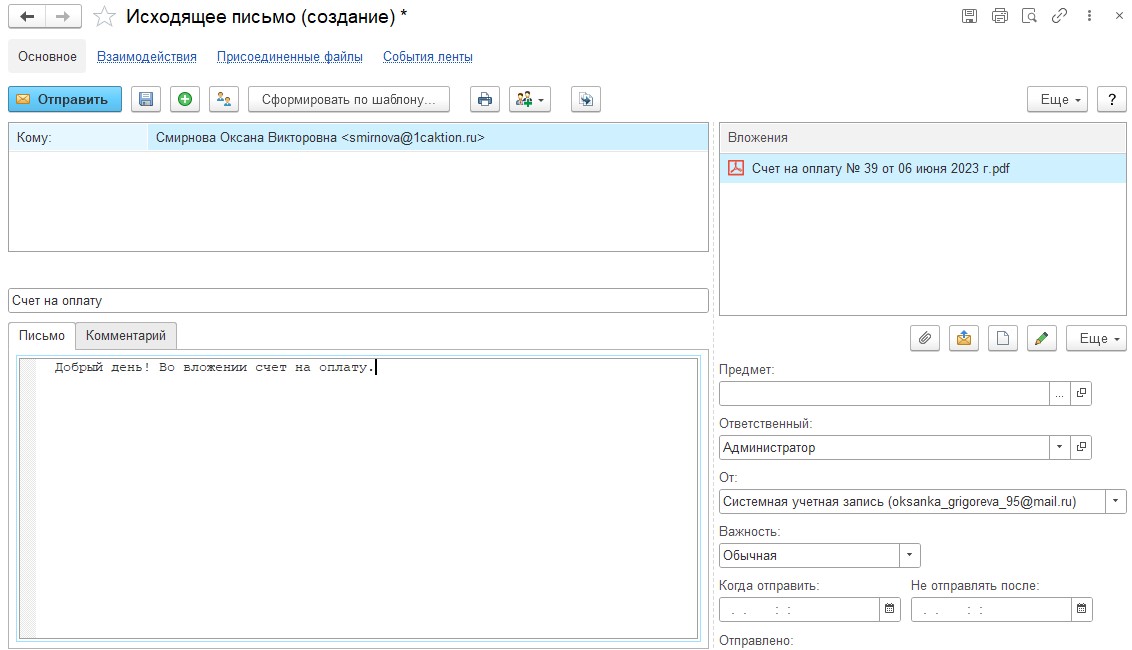 Исходящее письмо (создание) *
Основное Взаимодействия Присоединенные файлы События ленты
Отправить Сформировать по шаблону... Еще ?
Кому: Смирнова Оксана Викторовна <smirnova@1caktion.ru>
Вложения
Счет на оплату № 39 от 06 июня 2023 г.pdf
Счет на оплату
Письмо Комментарий
Добрый день! Во вложении счет на оплату.
Еще
Предмет:
...
Ответственный:
Администратор
От:
Системная учетная запись (oksanka_grigoreva_95@mail.ru)
Важность:
Обычная
Когда отправить: Не отправлять после:
. . : : . . : :
Отправлено: